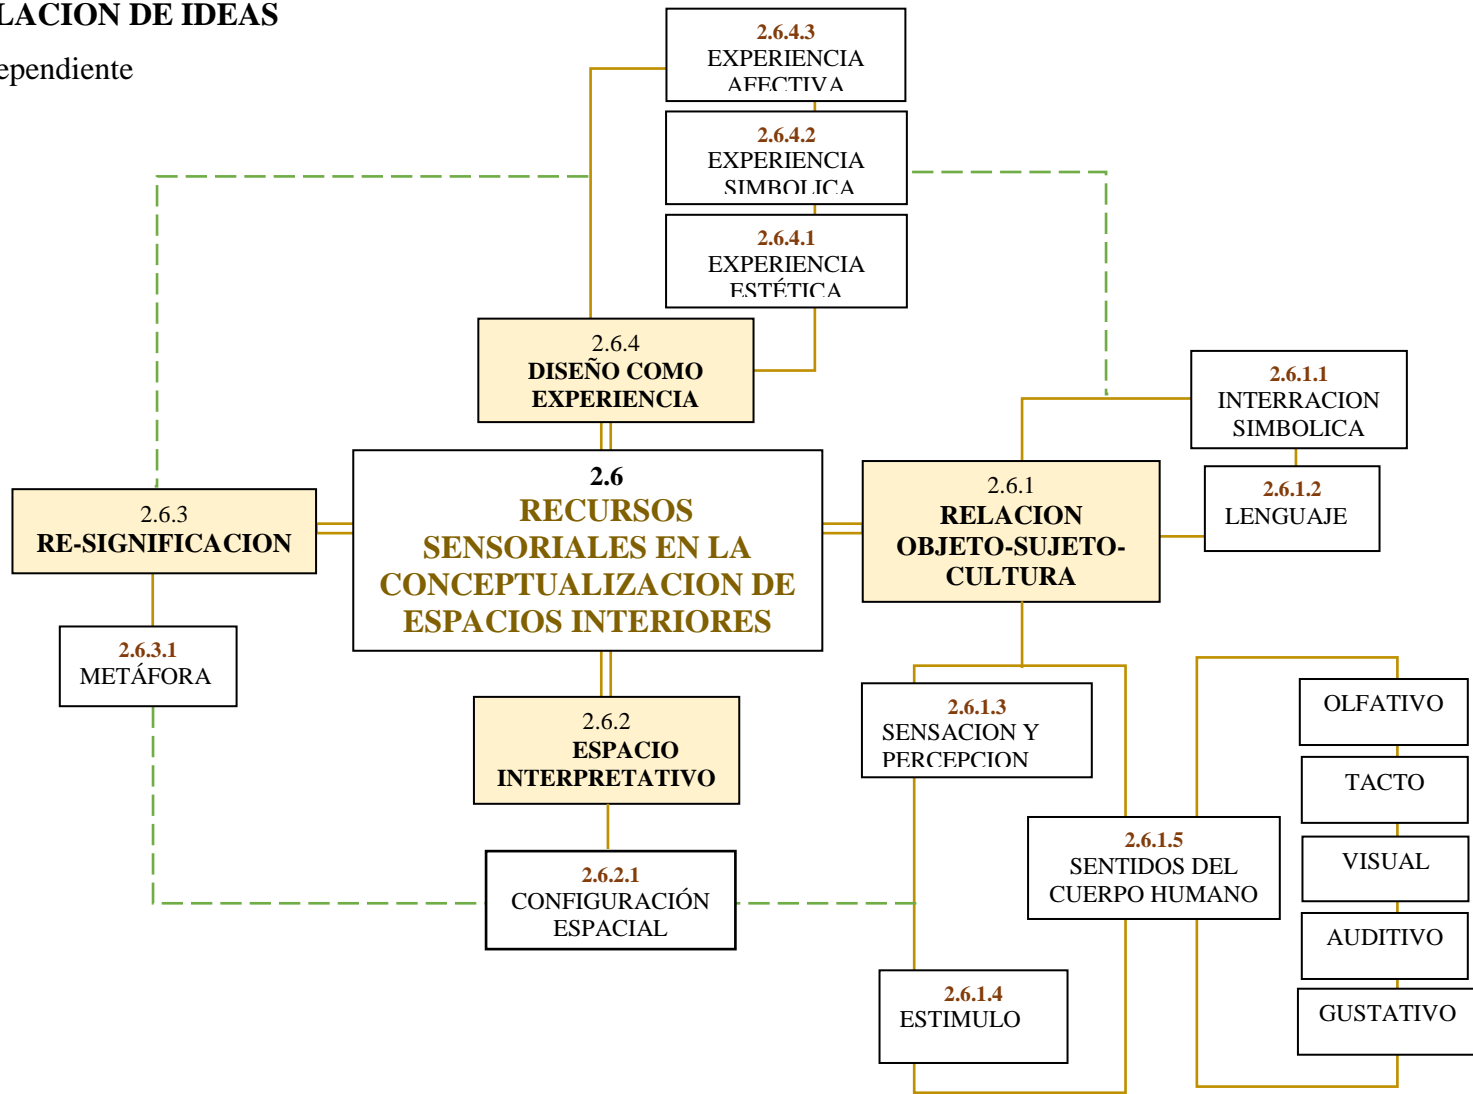 LACION DE IDEAS
ependiente
2.6.4.3
EXPERIENCIA
AFECTIVA
2.6.4.2
EXPERIENCIA
SIMBOLICA
2.6.4.1
EXPERIENCIA
ESTÉTICA
2.6.4
DISEÑO COMO
EXPERIENCIA
2.6.1.1
INTERRACION
SIMBOLICA
2.6.1.2
LENGUAJE
2.6
RECURSOS
SENSORIALES EN LA
CONCEPTUALIZACION DE
ESPACIOS INTERIORES
2.6.1
RELACION
OBJETO-SUJETO-
CULTURA
2.6.3
RE-SIGNIFICACION
2.6.3.1
METÁFORA
2.6.2
ESPACIO
INTERPRETATIVO
2.6.2.1
CONFIGURACIÓN
ESPACIAL
2.6.1.3
SENSACION Y
PERCEPCION
2.6.1.4
ESTIMULO
2.6.1.5
SENTIDOS DEL
CUERPO HUMANO
OLFATIVO
TACTO
VISUAL
AUDITIVO
GUSTATIVO